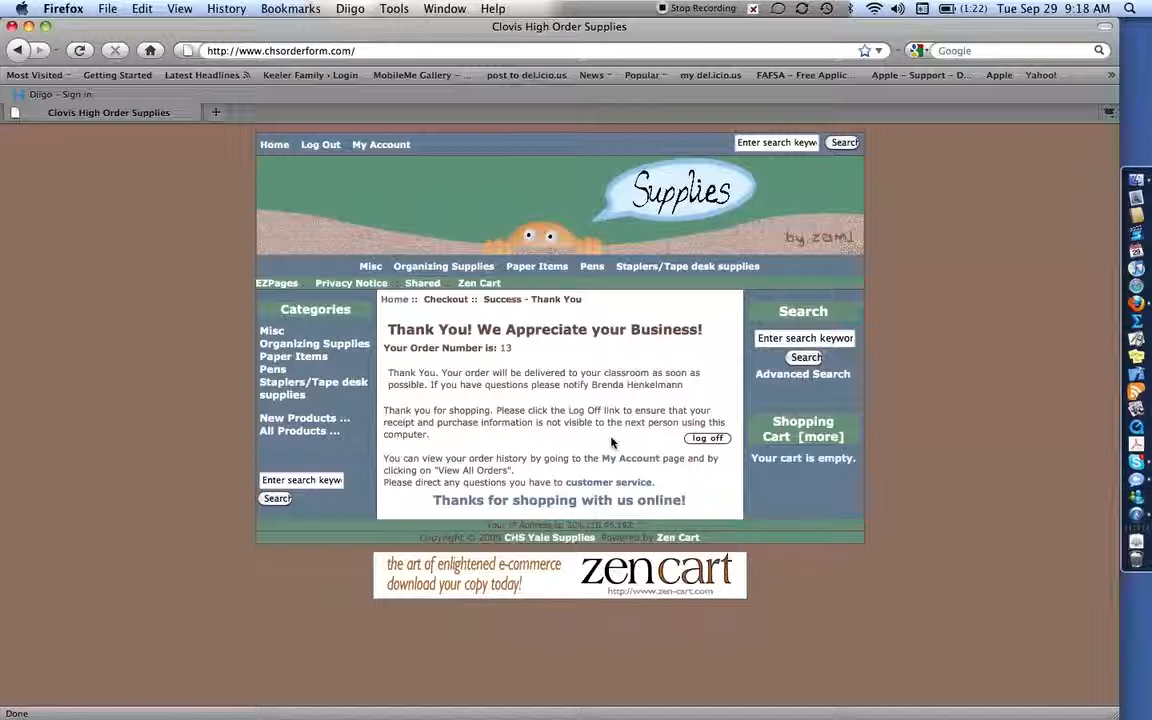 Firefox File Edit View History Bookmarks Diigo Tools Window Help Stop Recording (1:22) Tue Sep 29 9:18 AM
Clovis High Order Supplies
http://www.chsorderform.com/ Google
Most Visited Getting Started Latest Headlines Keeler Family › Login MobileMe Gallery – ... post to del.icio.us News Popular my del.icio.us FAFSA – Free Applic... Apple – Support – D... Apple Yahoo! »
Diigo – Sign in
Clovis High Order Supplies +
Home Log Out My Account Enter search keyw Search
Supplies
by zaml
Misc Organizing Supplies Paper Items Pens Staplers/Tape desk supplies
EZPages Privacy Notice Shared Zen Cart
Categories
Misc
Organizing Supplies
Paper Items
Pens
Staplers/Tape desk
supplies
New Products ...
All Products ...
Enter search keyw
Search
Home :: Checkout :: Success - Thank You
Thank You! We Appreciate your Business!
Your Order Number is: 13
Thank You. Your order will be delivered to your classroom as soon as
possible. If you have questions please notify Brenda Henkelmann
Thank you for shopping. Please click the Log Off link to ensure that your
receipt and purchase information is not visible to the next person using this
computer.
log off
You can view your order history by going to the My Account page and by
clicking on "View All Orders".
Please direct any questions you have to customer service.
Thanks for shopping with us online!
Search
Enter search keywor
Search
Advanced Search
Shopping
Cart [more]
Your cart is empty.
Your IP Address is:
Copyright © 2009 CHS Yale Supplies Powered by Zen Cart
the art of enlightened e-commerce
download your copy today!
zencart
http://www.zen-cart.com
Done